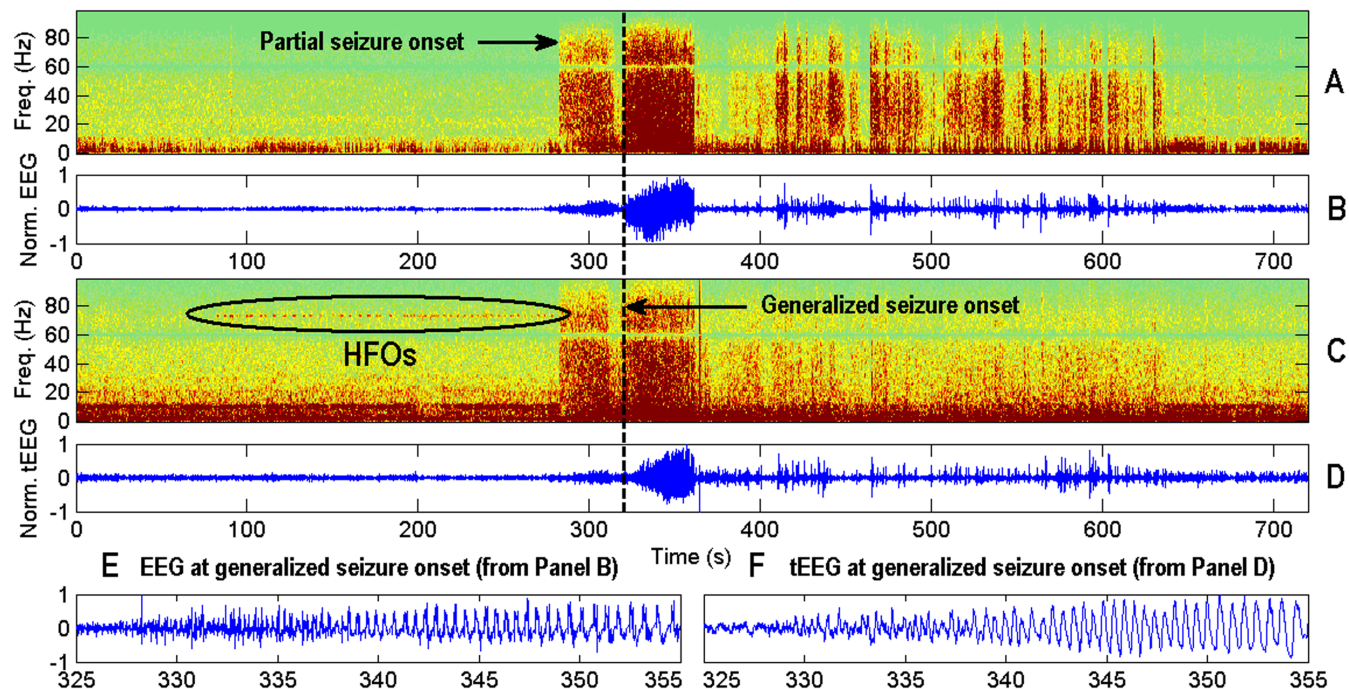 Freq. (Hz)
80
60
40
20
0
Partial seizure onset
A
Norm. EEG
1
0
-1
B
0 100 200 300 400 500 600 700
Freq. (Hz)
80
60
40
20
0
HFOs
Generalized seizure onset
C
Norm. tEEG
1
0
-1
D
0 100 200 300 400 500 600 700
Time (s)
E EEG at generalized seizure onset (from Panel B)
F tEEG at generalized seizure onset (from Panel D)
1
0
-1
325 330 335 340 345 350 355
325 330 335 340 345 350 355